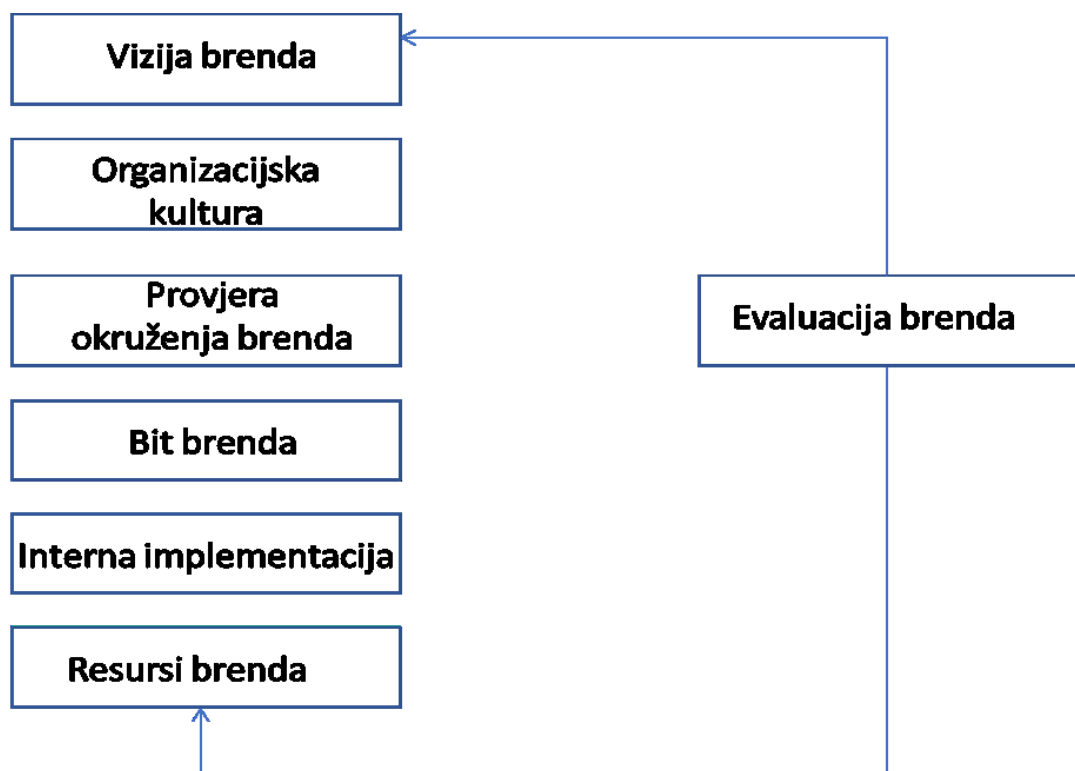 Vizija brenda
Organizacijska
kultura
Provjera
okruženja brenda
Evaluacija brenda
Bit brenda
Interna implementacija
Resursi brenda